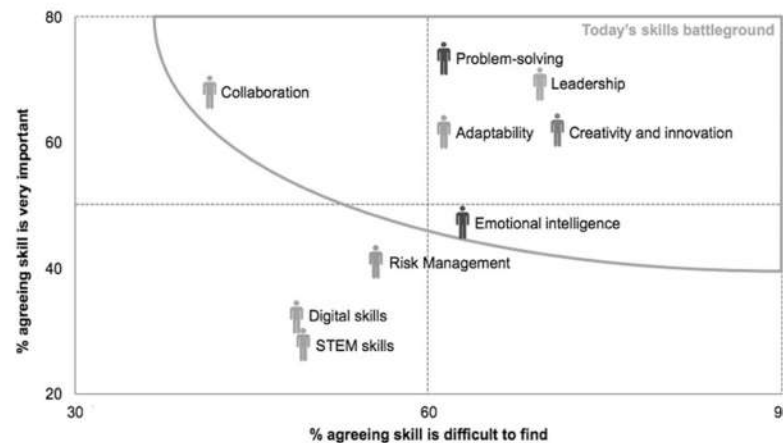 80
Today's skills battleground
Problem-solving
Leadership
Collaboration
Adaptability
Creativity and innovation
60
Emotional intelligence
Risk Management
40
Digital skills
STEM skills
20
30
60
9
% agreeing skill is difficult to find
% agreeing skill is very important